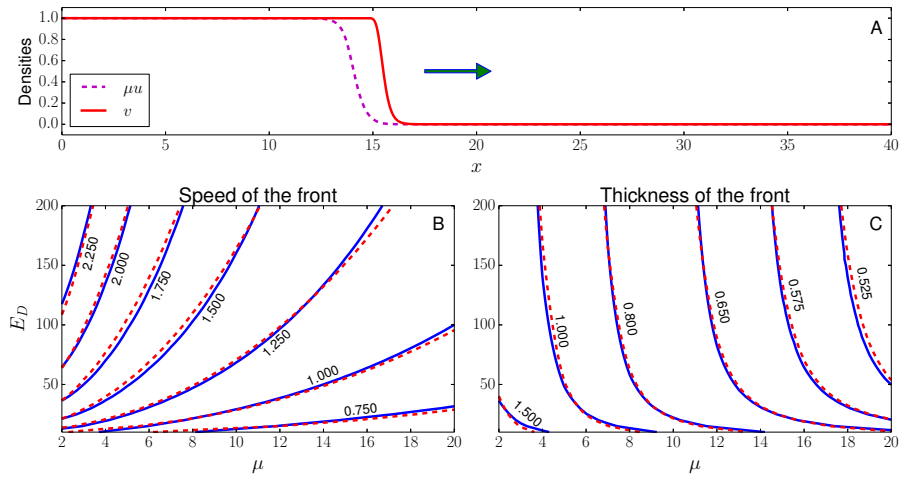 A
Densities
1.0
0.8
0.6
0.4
0.2
0.0
μu
v
0 5 10 15 20 25 30 35 40
x
Speed of the front
B
E_D
200
150
100
50
2.250
2.000
1.750
1.500
1.250
1.000
0.750
2 4 6 8 10 12 14 16 18 20
μ
Thickness of the front
C
200
150
100
50
1.500
1.000
0.800
0.650
0.575
0.525
2 4 6 8 10 12 14 16 18 20
μ